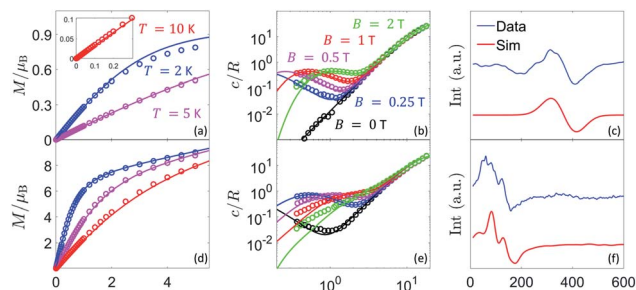 0.1
0.05
0
0 0.1 0.2
T = 10 K
T = 2 K
T = 5 K
0.9
0.6
0.3
0
M/μB
(a)
10^1
10^0
10^-1
10^-2
10^-3
c/R
B = 2 T
B = 1 T
B = 0.5 T
B = 0.25 T
B = 0 T
(b)
Data
Sim
Int (a.u.)
(c)
8
6
4
2
0
M/μB
0 2 4
(d)
10^1
10^0
10^-1
10^-2
c/R
10^0 10^1
(e)
Int (a.u.)
0 200 400 600
(f)